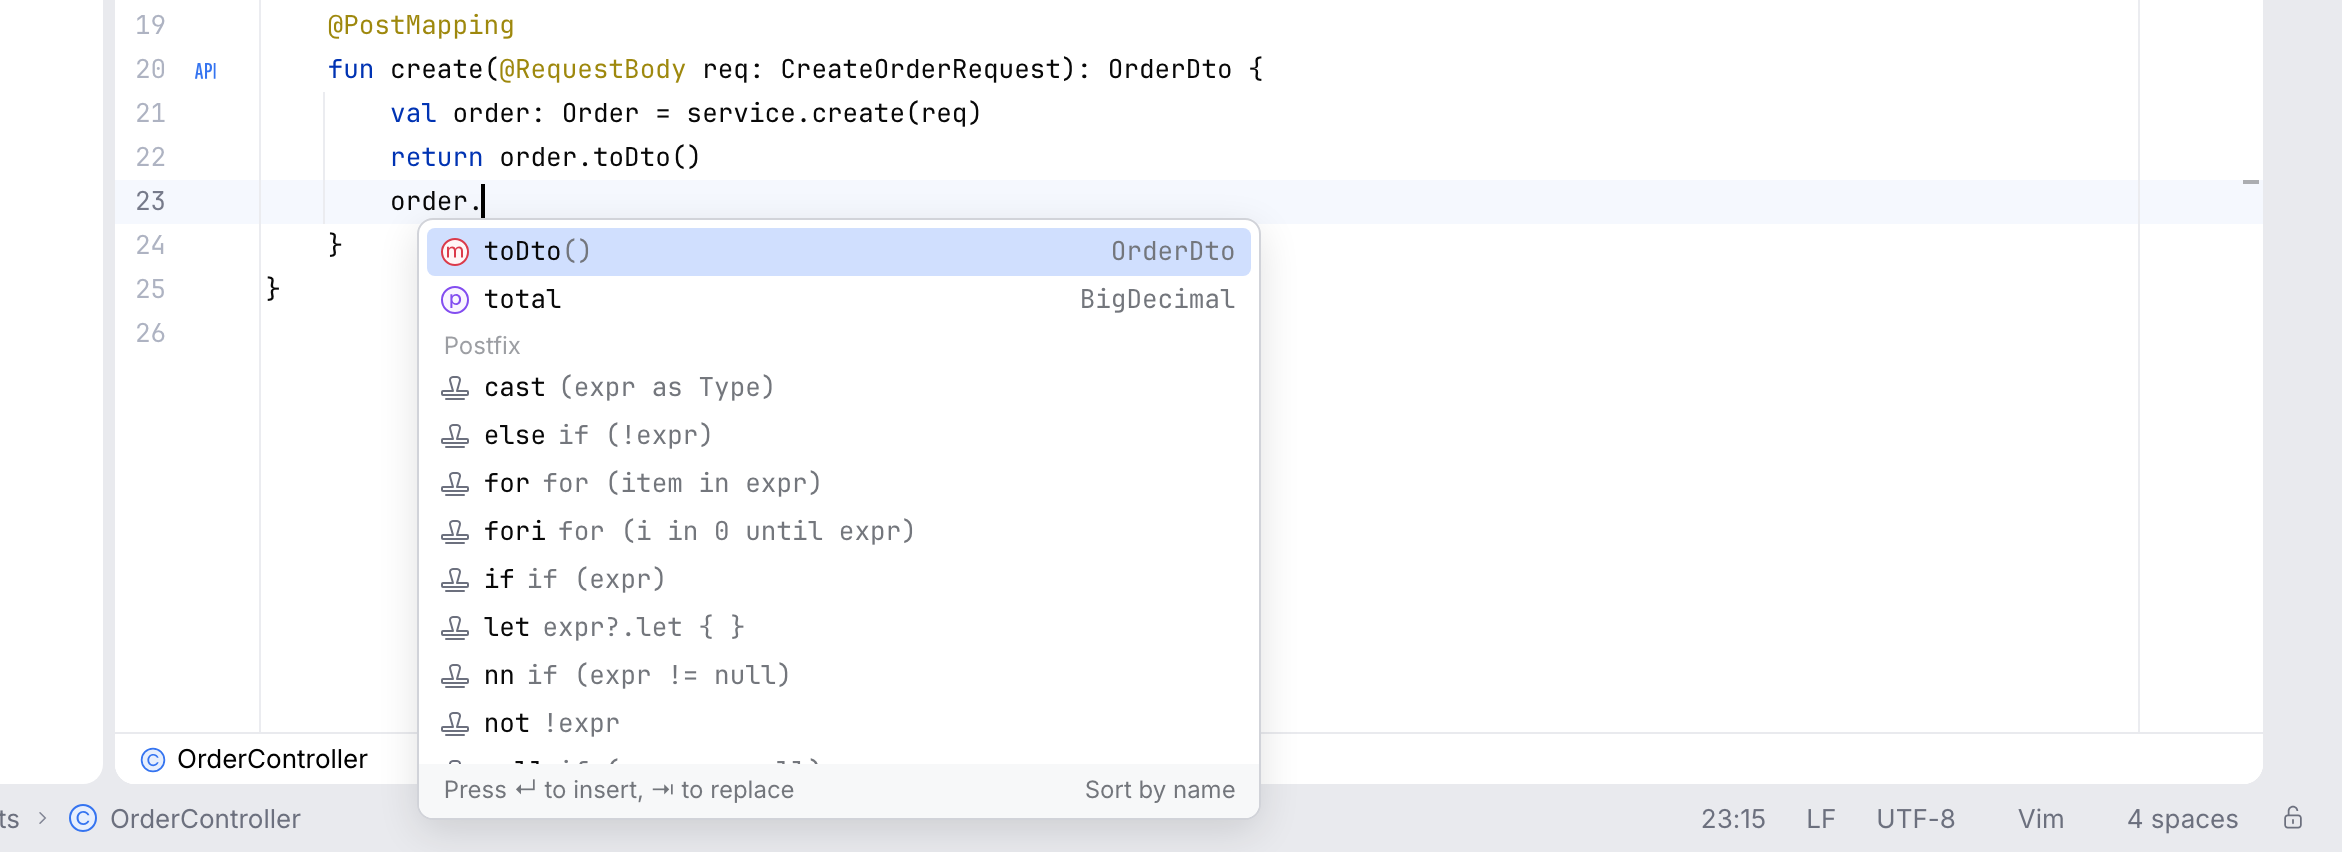 19 @PostMapping
20 API fun create(@RequestBody req: CreateOrderRequest): OrderDto {
21 val order: Order = service.create(req)
22 return order.toDto()
23 order.
m toDto() OrderDto
24 }
p total BigDecimal
25 }
26
Postfix
cast (expr as Type)
else if (!expr)
for for (item in expr)
fori for (i in 0 until expr)
if if (expr)
let expr?.let { }
nn if (expr != null)
not !expr
C OrderController
Press ↵ to insert, ⇥ to replace Sort by name
ts › C OrderController 23:15 LF UTF-8 Vim 4 spaces